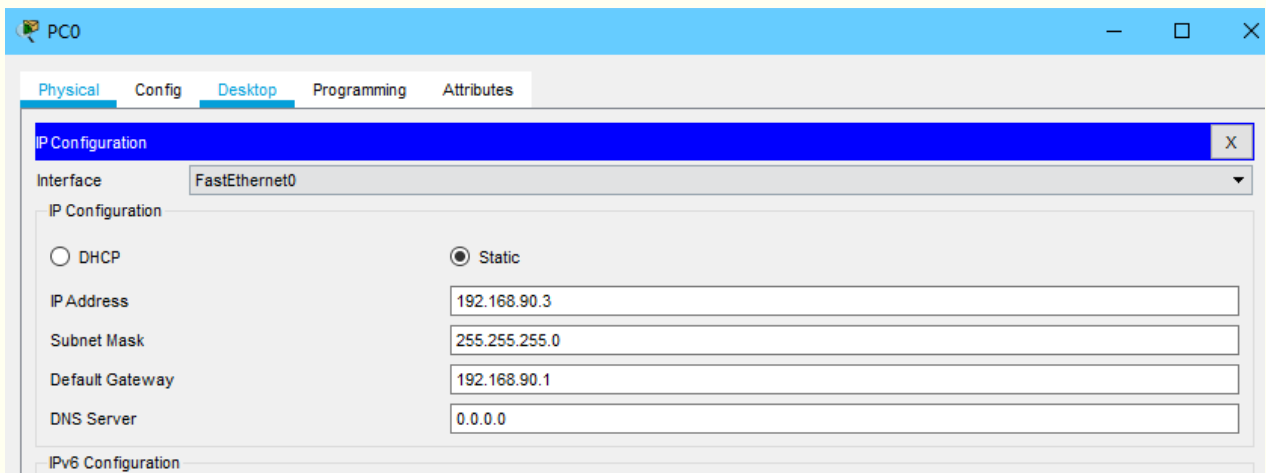 PC0
Physical Config Desktop Programming Attributes
IP Configuration X
Interface FastEthernet0
IP Configuration
DHCP Static
IP Address 192.168.90.3
Subnet Mask 255.255.255.0
Default Gateway 192.168.90.1
DNS Server 0.0.0.0
IPv6 Configuration